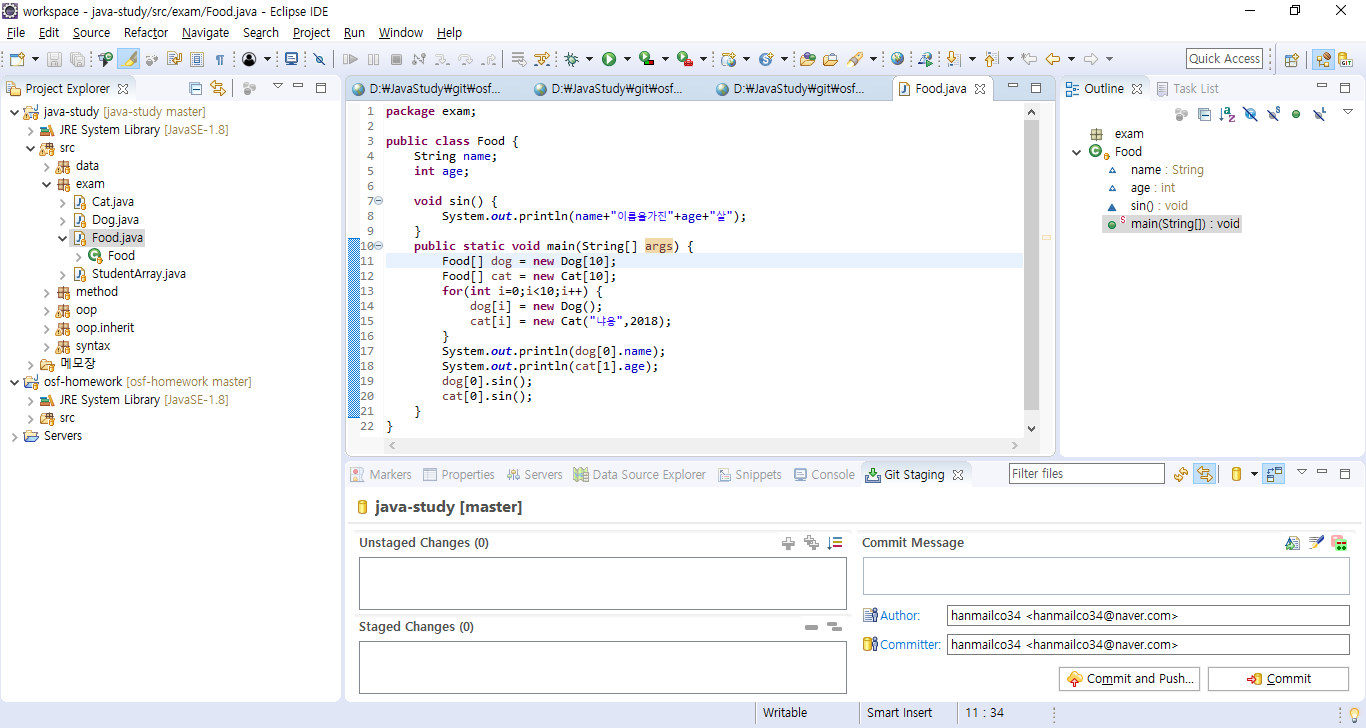 workspace - java-study/src/exam/Food.java - Eclipse IDE
File Edit Source Refactor Navigate Search Project Run Window Help
Quick Access
Project Explorer
java-study [java-study master]
JRE System Library [JavaSE-1.8]
src
data
exam
Cat.java
Dog.java
Food.java
Food
StudentArray.java
method
oop
oop.inherit
syntax
메모장
osf-homework [osf-homework master]
JRE System Library [JavaSE-1.8]
src
Servers
D:₩JavaStudy₩git₩osf... D:₩JavaStudy₩git₩osf... D:₩JavaStudy₩git₩osf... Food.java
1 package exam;
2
3 public class Food {
4 String name;
5 int age;
6
7 void sin() {
8 System.out.println(name+"이름을가진"+age+"살");
9 }
10 public static void main(String[] args) {
11 Food[] dog = new Dog[10];
12 Food[] cat = new Cat[10];
13 for(int i=0;i<10;i++) {
14 dog[i] = new Dog();
15 cat[i] = new Cat("냐옹",2018);
16 }
17 System.out.println(dog[0].name);
18 System.out.println(cat[1].age);
19 dog[0].sin();
20 cat[0].sin();
21 }
22 }
Outline Task List
exam
Food
name : String
age : int
sin() : void
main(String[]) : void
Markers Properties Servers Data Source Explorer Snippets Console Git Staging Filter files
java-study [master]
Unstaged Changes (0)
Staged Changes (0)
Commit Message
Author: hanmailco34 <hanmailco34@naver.com>
Committer: hanmailco34 <hanmailco34@naver.com>
Commit and Push... Commit
Writable Smart Insert 11 : 34